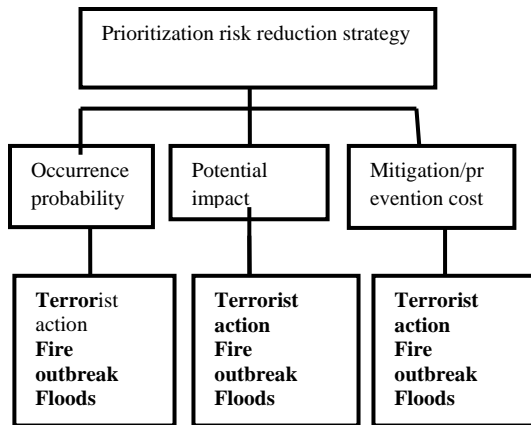 Prioritization risk reduction strategy
Occurrence
probability
Potential
impact
Mitigation/pr
evention cost
Terrorist
action
Fire
outbreak
Floods
Terrorist
action
Fire
outbreak
Floods
Terrorist
action
Fire
outbreak
Floods